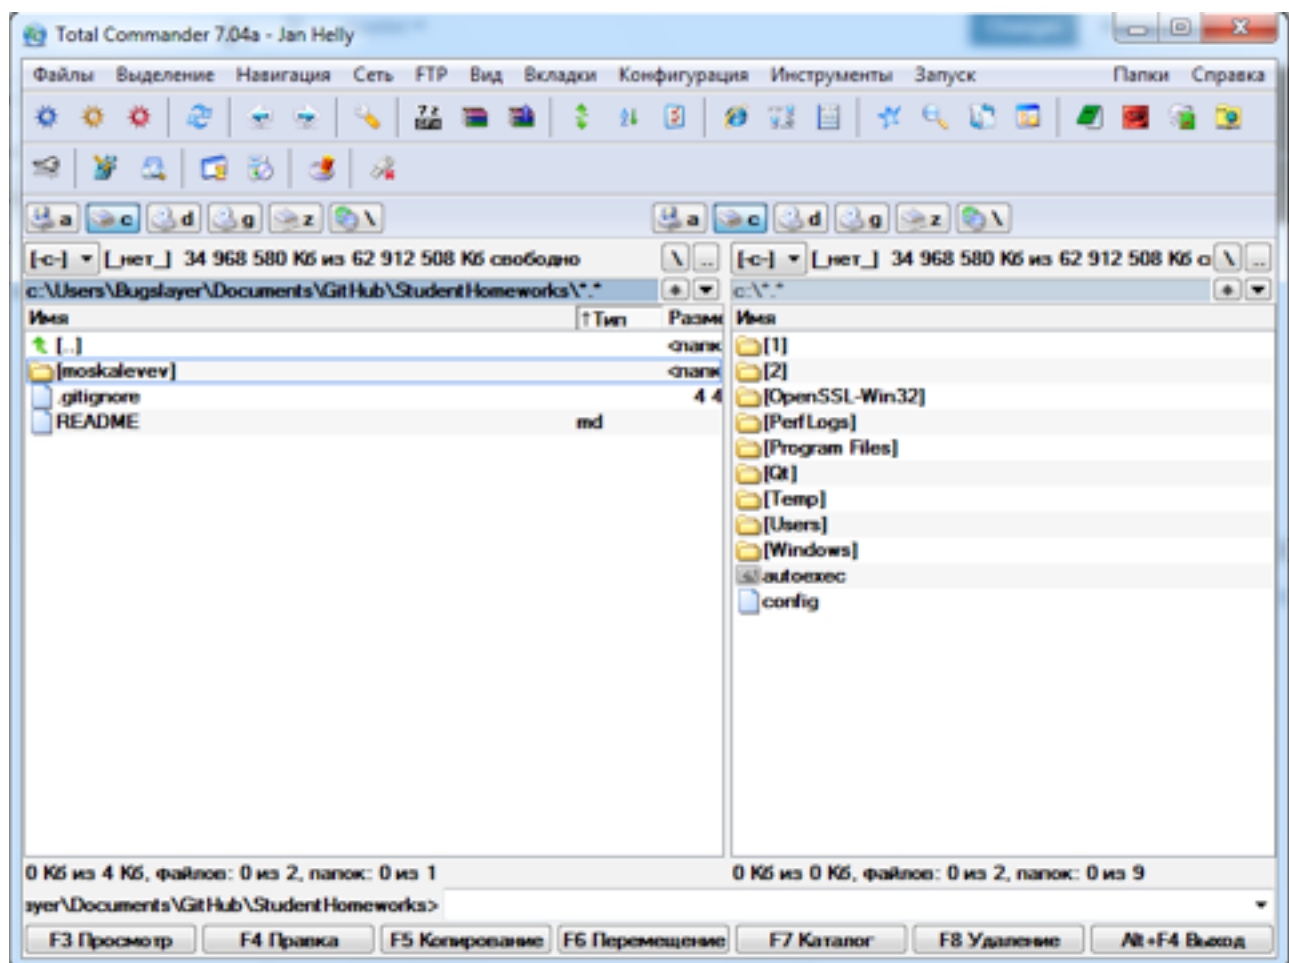 Total Commander 7.04a - Jan Helly
Файлы Выделение Навигация Сеть FTP Вид Вкладки Конфигурация Инструменты Запуск Папки Справка
a c d g z \ a c d g z \
[-c-] [_нет_] 34 968 580 Кб из 62 912 508 Кб свободно \ .. [-c-] [_нет_] 34 968 580 Кб из 62 912 508 Кб с \ ..
c:\Users\Bugslayer\Documents\GitHub\StudentHomeworks\*.* * c:\*.* *
Имя ↑Тип Разме Имя
[..] <папк [1]
[moskalevev] <папк [2]
.gitignore 4 4 [OpenSSL-Win32]
README md [PerfLogs]
[Program Files]
[Qt]
[Temp]
[Users]
[Windows]
autoexec
config
0 Кб из 4 Кб, файлов: 0 из 2, папок: 0 из 1 0 Кб из 0 Кб, файлов: 0 из 2, папок: 0 из 9
ayer\Documents\GitHub\StudentHomeworks>
F3 Просмотр F4 Правка F5 Копирование F6 Перемещение F7 Каталог F8 Удаление Alt+F4 Выход